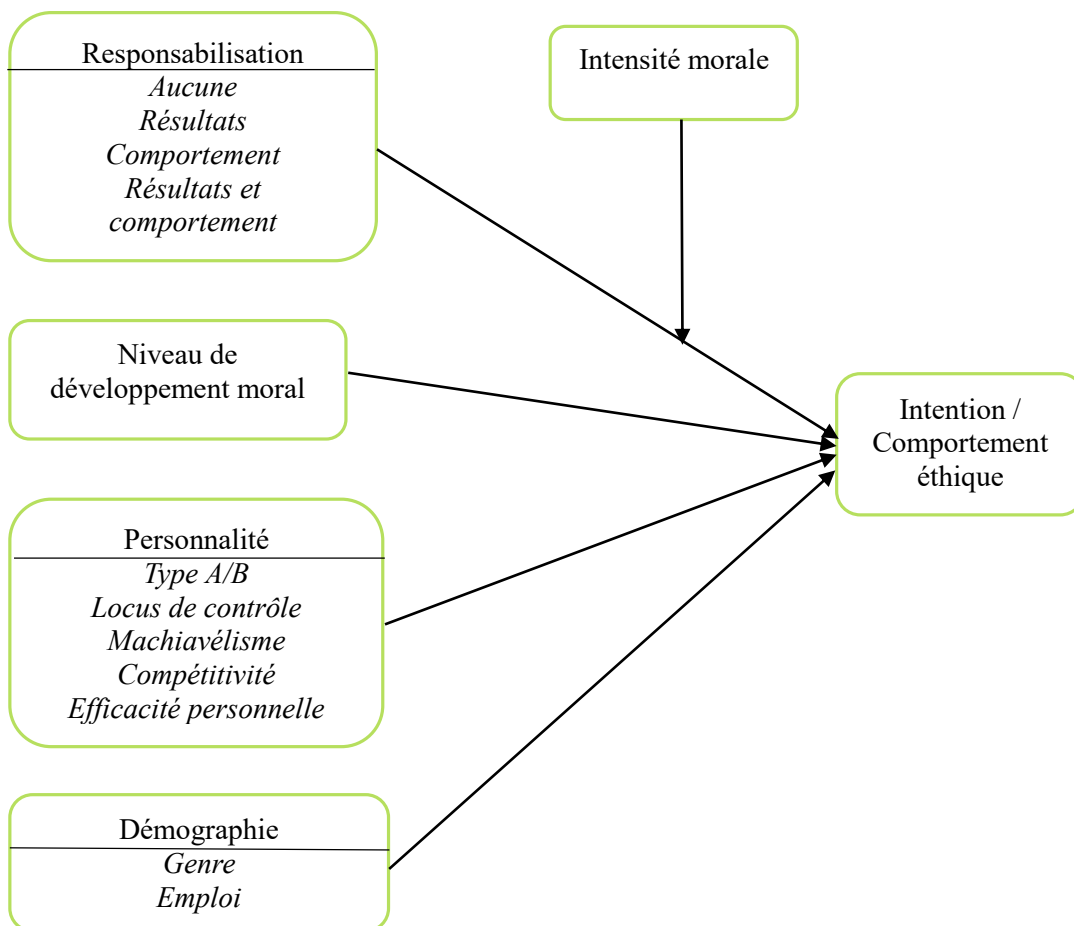 Responsabilisation
Aucune
Résultats
Comportement
Résultats et
comportement
Intensité morale
Niveau de
développement moral
Intention /
Comportement
éthique
Personnalité
Type A/B
Locus de contrôle
Machiavélisme
Compétitivité
Efficacité personnelle
Démographie
Genre
Emploi